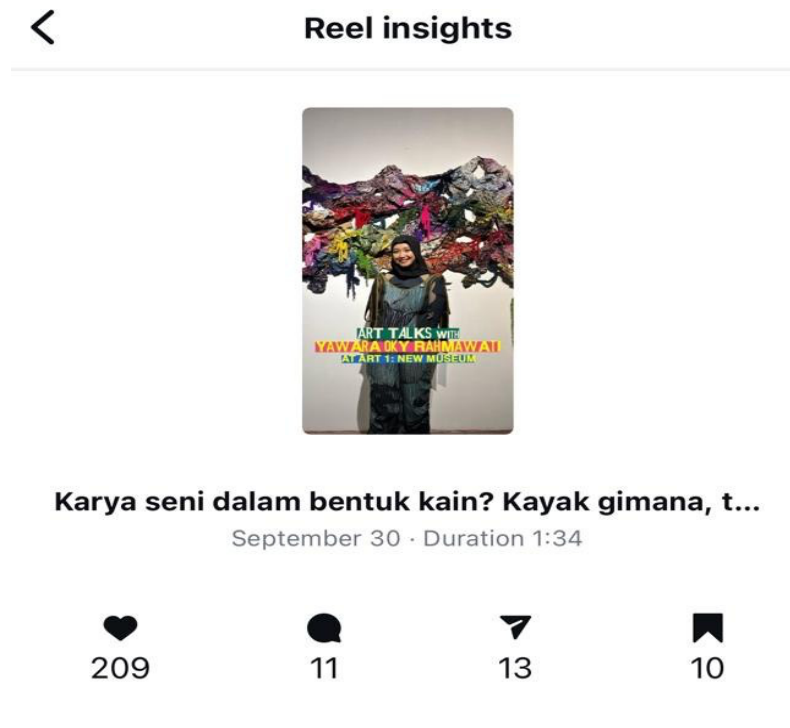 Reel insights
ART TALKS WITH
YAWARA OKY RAHMAWATI
AT ART 1: NEW MUSEUM
Karya seni dalam bentuk kain? Kayak gimana, t...
September 30 · Duration 1:34
209 11 13 10